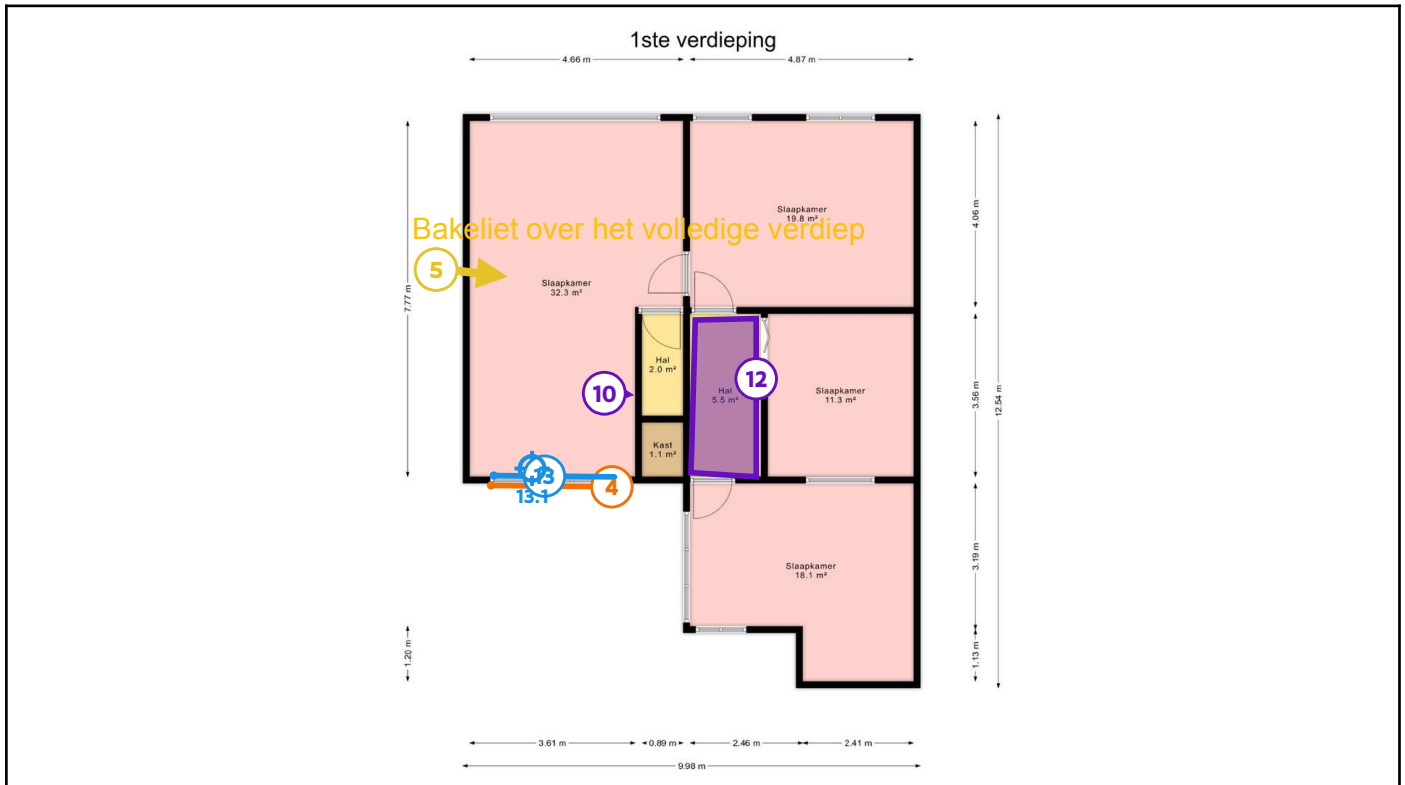 1ste verdieping
4.66 m
4.87 m
Slaapkamer
19.8 m²
Bakeliet over het volledige verdiep
5
Slaapkamer
32.3 m²
7.77 m
4.06 m
Hal
2.0 m²
10
Hal
5.5 m²
12
Slaapkamer
11.3 m²
3.56 m
12.54 m
Kast
1.1 m²
13
13.1
4
Slaapkamer
18.1 m²
3.19 m
1.20 m
1.13 m
3.61 m
0.89 m
2.46 m
2.41 m
9.98 m